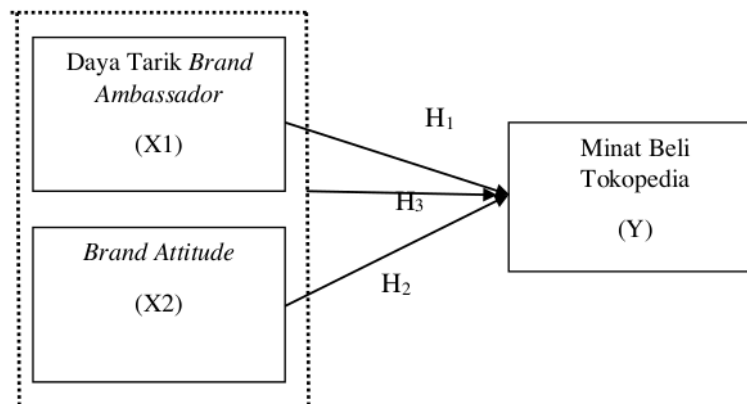 Daya Tarik Brand
Ambassador
(X1)
H₁
Minat Beli
Tokopedia
(Y)
H₃
Brand Attitude
(X2)
H₂